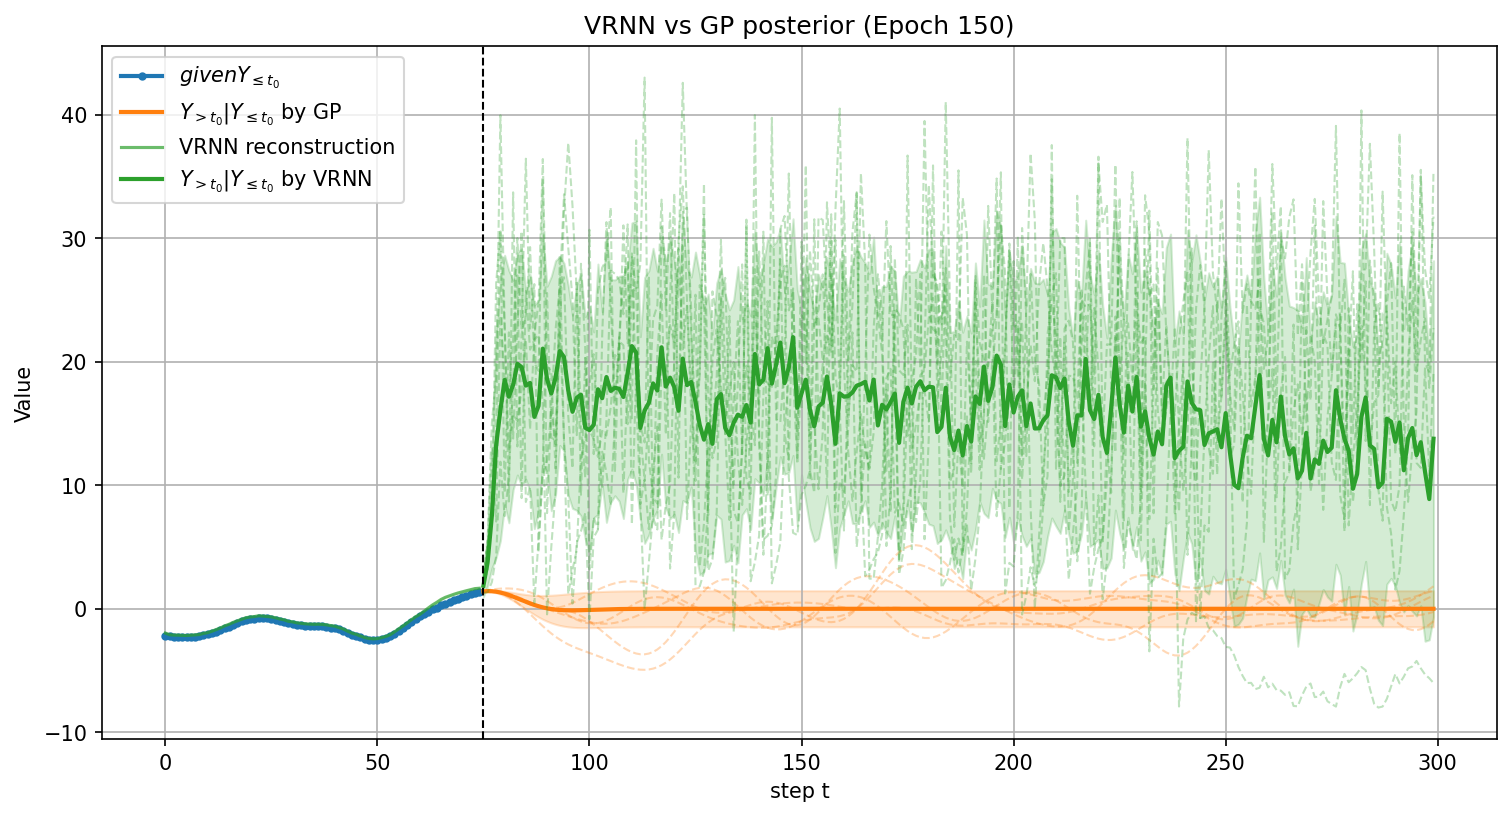 VRNN vs GP posterior (Epoch 150)
givenY≤t₀
Y>t₀|Y≤t₀ by GP
VRNN reconstruction
Y>t₀|Y≤t₀ by VRNN
Value
40
30
20
10
0
−10
0 50 100 150 200 250 300
step t